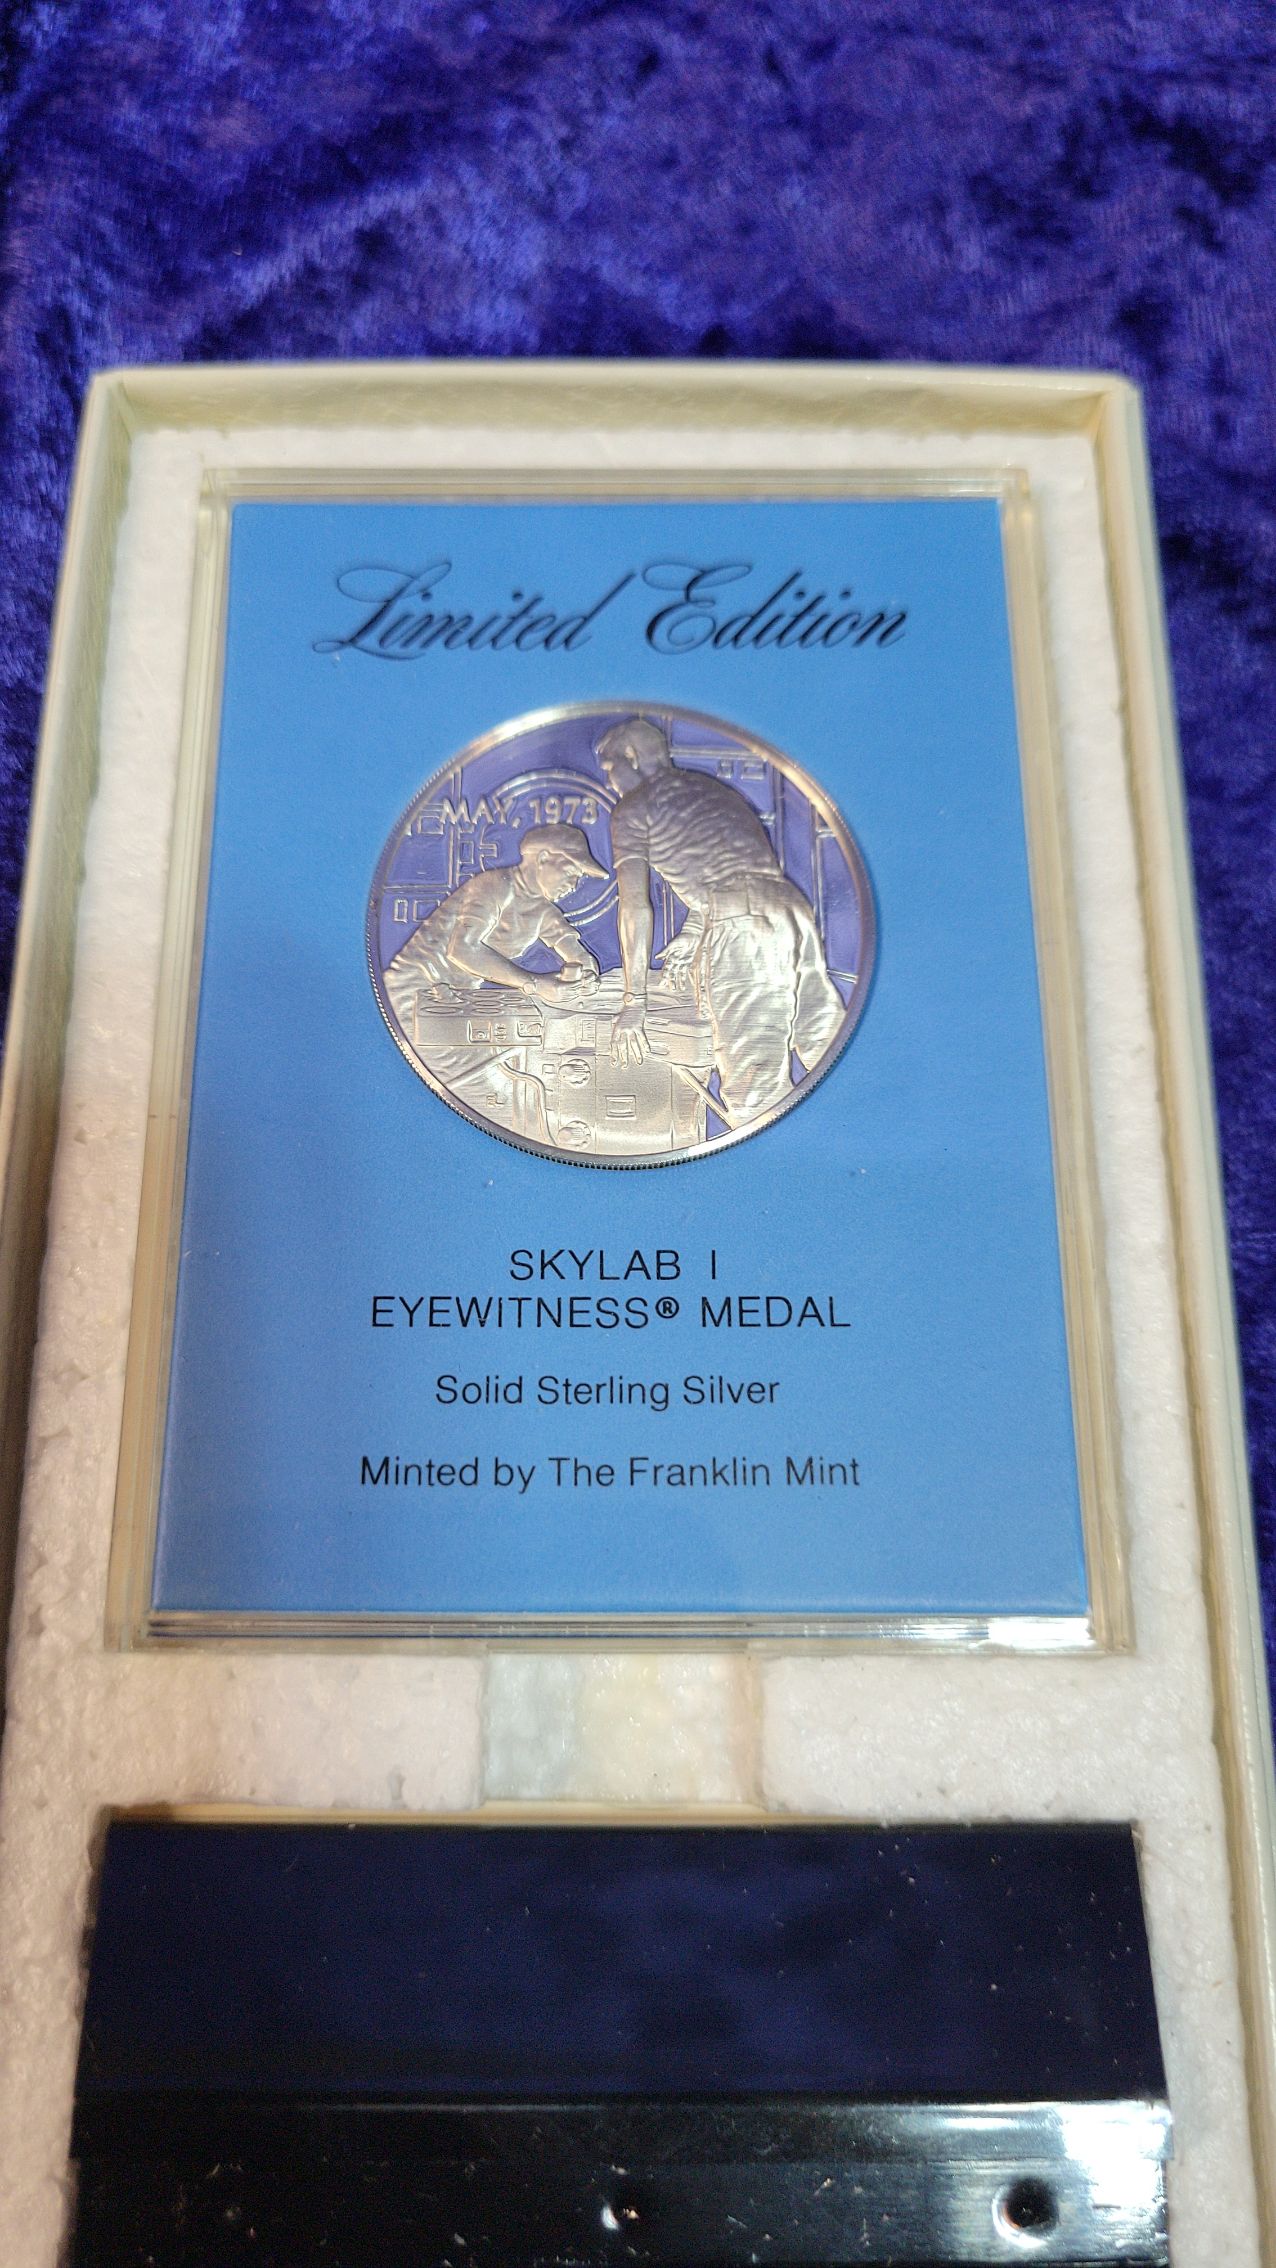 Limited Edition
MAY, 1973
SKYLAB I
EYEWITNESS® MEDAL
Solid Sterling Silver
Minted by The Franklin Mint